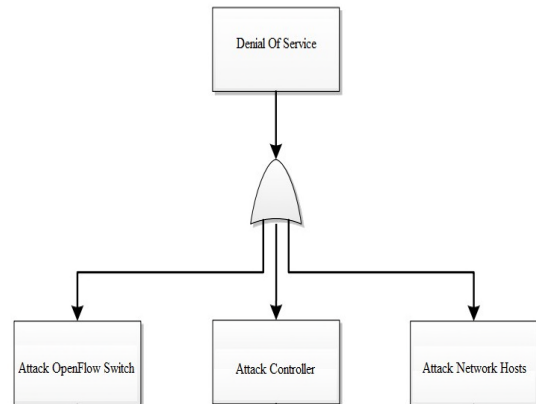 Denial Of Service
Attack OpenFlow Switch
Attack Controller
Attack Network Hosts